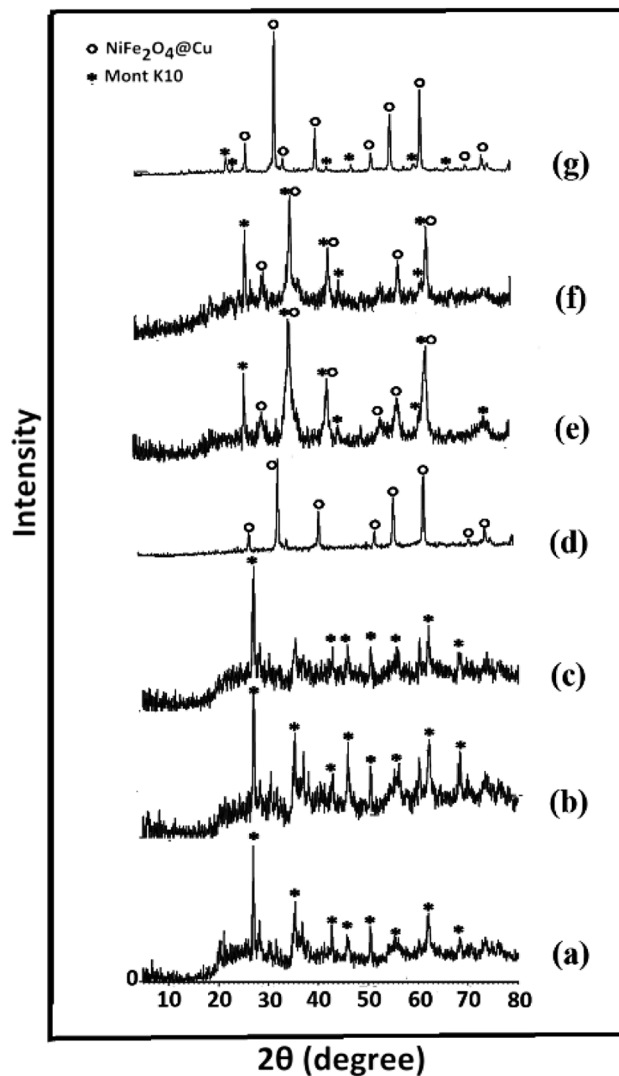 o NiFe₂O₄@Cu
* Mont K10
(g)
(f)
(e)
(d)
(c)
(b)
(a)
Intensity
0
10 20 30 40 50 60 70 80
2θ (degree)